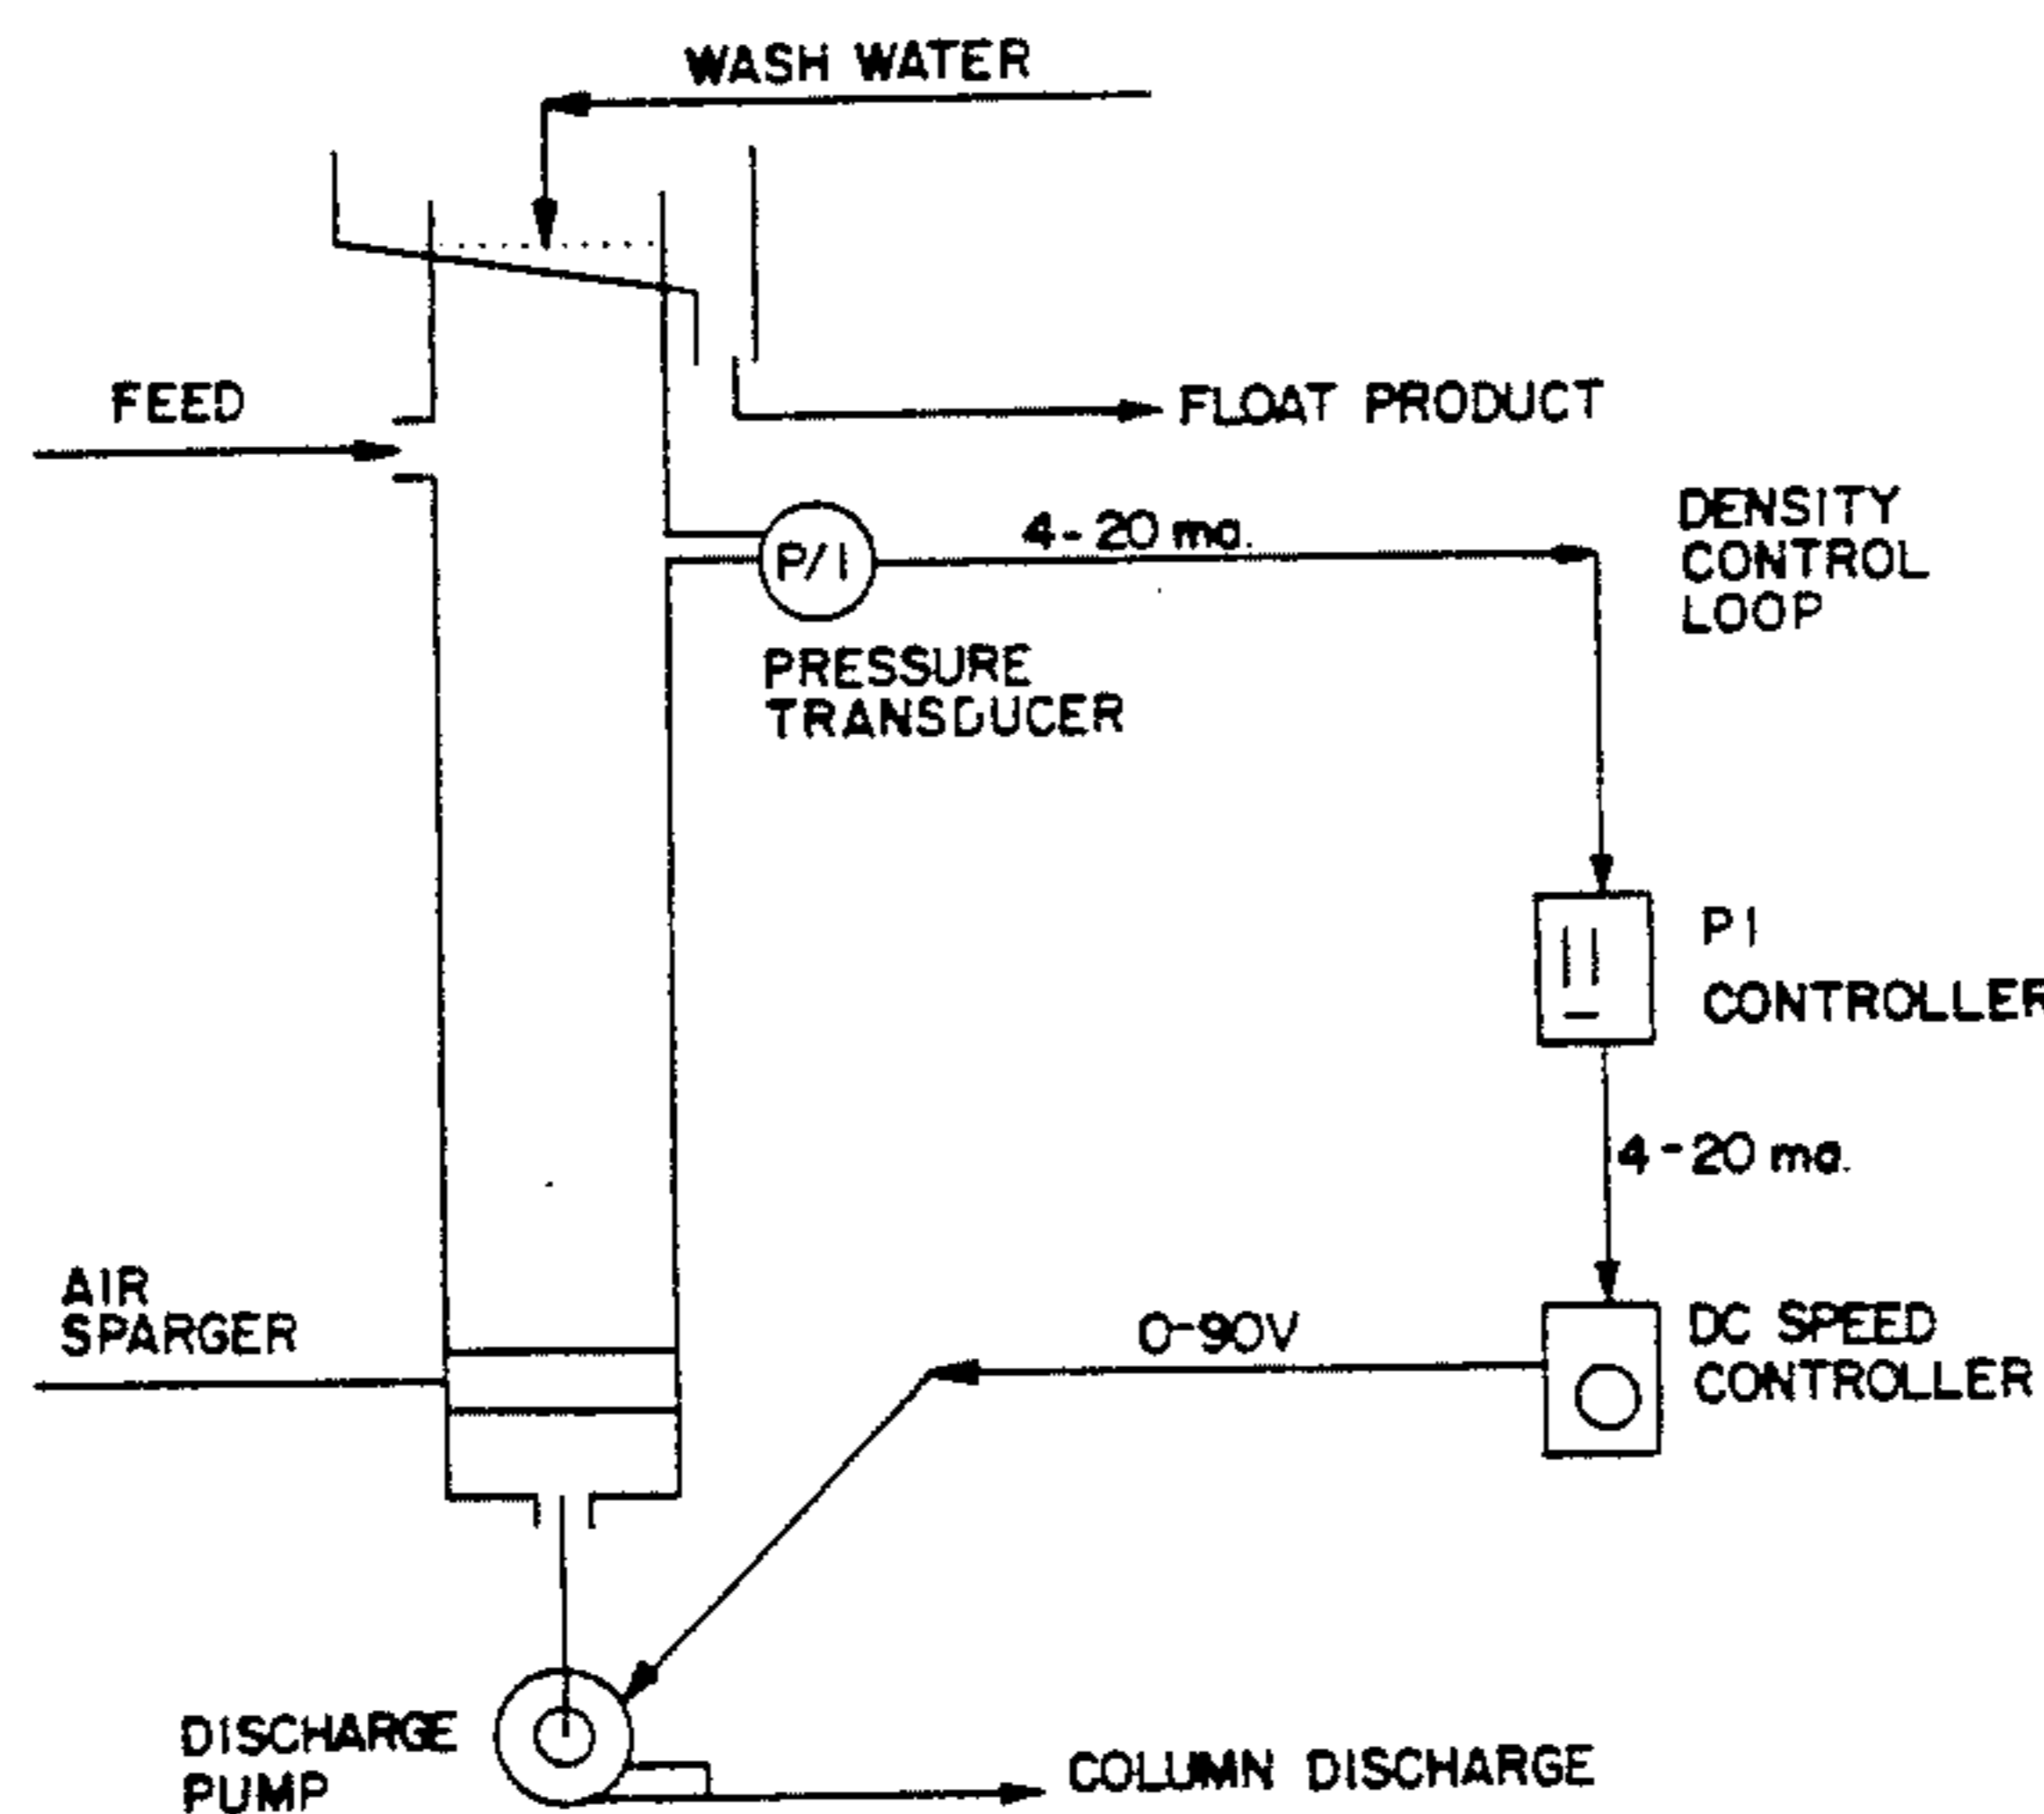 WASH WATER
FEED
FLOAT PRODUCT
4-20 ma.
DENSITY
CONTROL
LOOP
P/I
PRESSURE
TRANSDUCER
PI
CONTROLLER
4-20 ma.
AIR
SPARGER
0-90V
DC SPEED
CONTROLLER
DISCHARGE
PUMP
COLUMN DISCHARGE